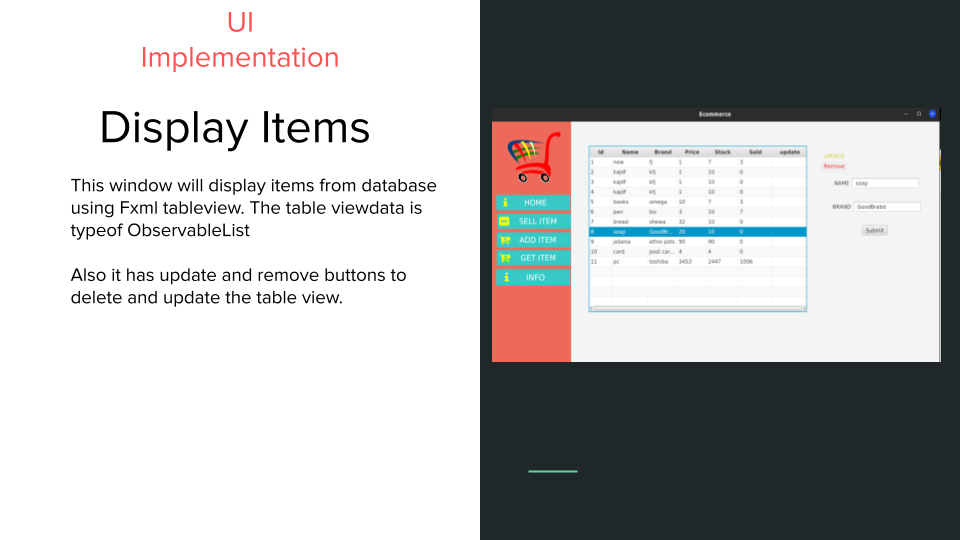 UI
Implementation
Display Items
This window will display items from database
using Fxml tableview. The table viewdata is
typeof ObservableList
Also it has update and remove buttons to
delete and update the table view.
Ecommerce
HOME
SELL ITEM
ADD ITEM
GET ITEM
INFO
Id Name Brand Price Stock Sold update
1 new fj 1 7 3
2 kajdf kfj 1 10 0
3 kajdf kfj 1 10 0
4 kajdf kfj 1 10 0
5 books omega 10 7 3
6 pen bic 3 10 7
7 bread shewa 32 10 0
8 soap GoodBr... 20 10 0
9 jebena ethio pots 90 90 0
10 card post car... 4 4 0
11 pc toshiba 3453 2447 1006
UPDATE
Remove
NAME soap
BRAND GoodBrabd
Submit